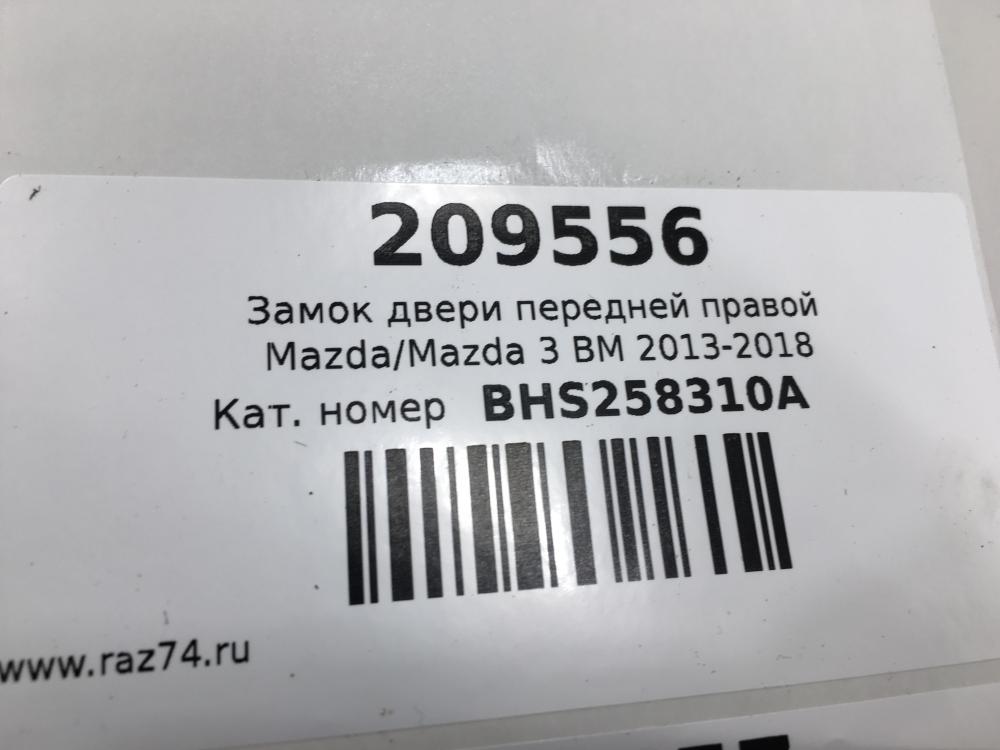 209556
Замок двери передней правой
Mazda/Mazda 3 BM 2013-2018
Кат. номер BHS258310A
www.raz74.ru